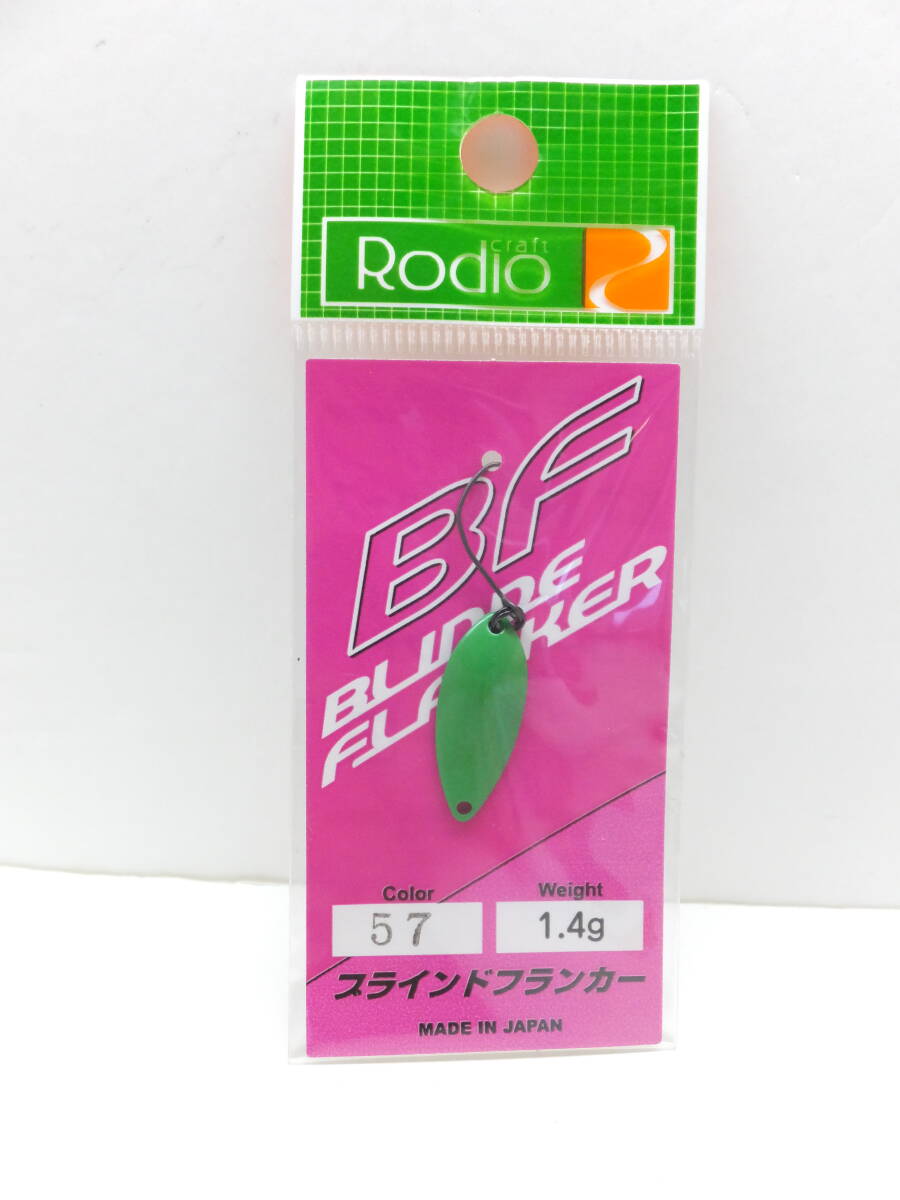 Rodio craft
BF
BLINDE
FLANKER
Color
57
Weight
1.4g
ブラインドフランカー
MADE IN JAPAN